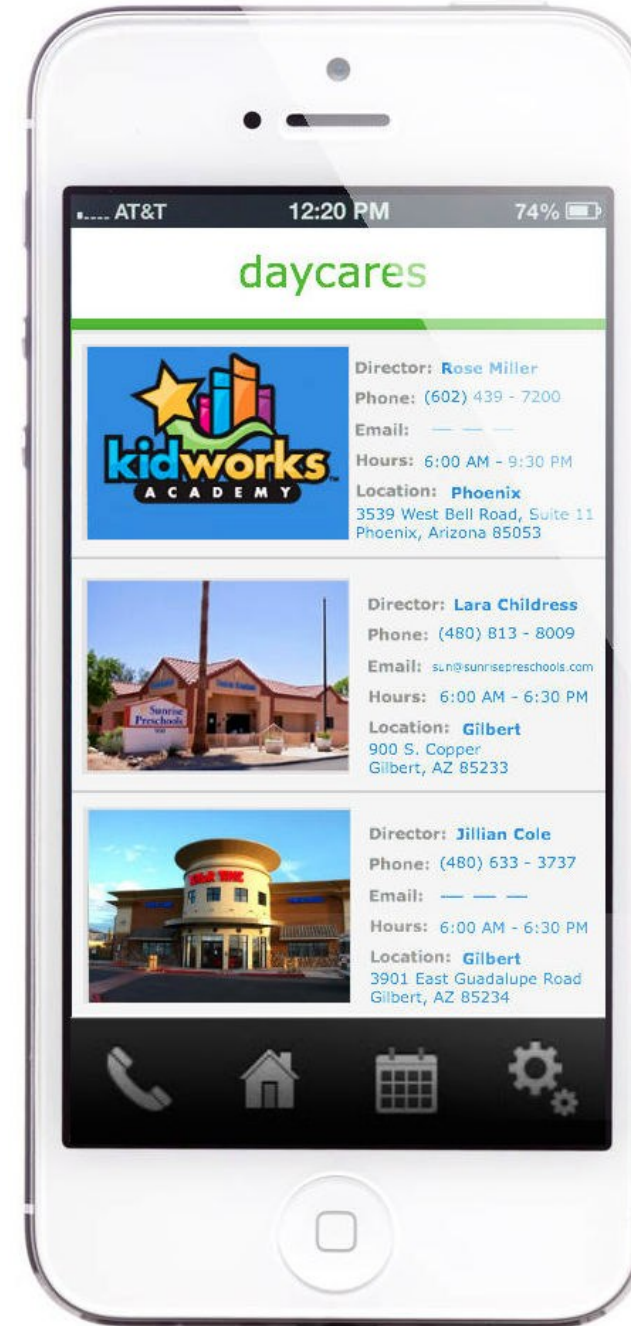 AT&T 12:20 PM 74%
daycares
kidworks™
ACADEMY
Director: Rose Miller
Phone: (602) 439 - 7200
Email: — — —
Hours: 6:00 AM - 9:30 PM
Location: Phoenix
3539 West Bell Road, Suite 11
Phoenix, Arizona 85053
Sunrise
Preschools
Director: Lara Childress
Phone: (480) 813 - 8009
Email: sun@sunrisepreschools.com
Hours: 6:00 AM - 6:30 PM
Location: Gilbert
900 S. Copper
Gilbert, AZ 85233
Director: Jillian Cole
Phone: (480) 633 - 3737
Email: — — —
Hours: 6:00 AM - 6:30 PM
Location: Gilbert
3901 East Guadalupe Road
Gilbert, AZ 85234